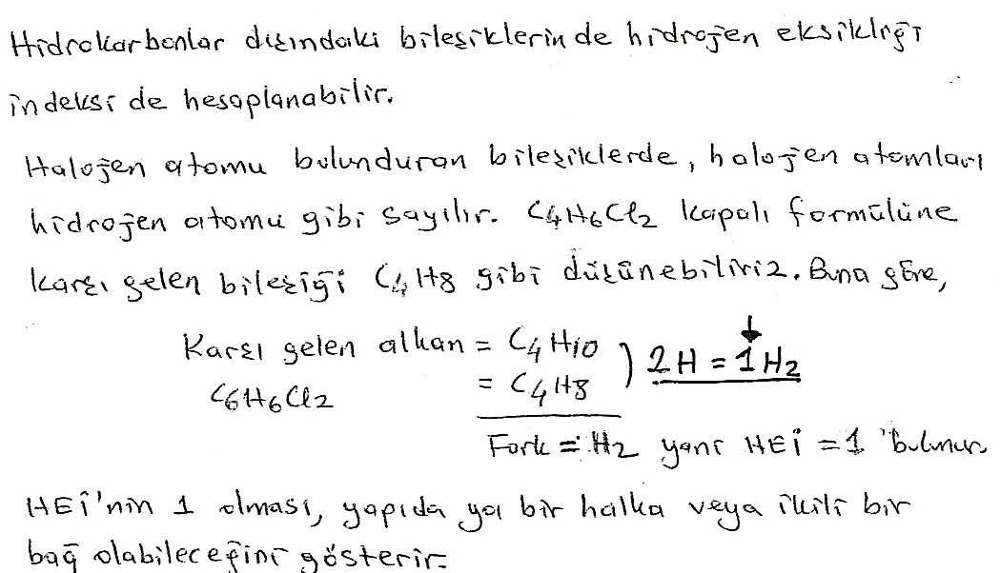 Hidrokarbonlar dışındaki bileşiklerin de hidrojen eksikliği
indeksi de hesaplanabilir.
Halojen atomu bulunduran bileşiklerde, halojen atomları
hidrojen atomu gibi sayılır. C4H6Cl2 kapalı formülüne
karşı gelen bileşiği C4H8 gibi düşünebiliriz. Buna göre,
Karşı gelen alkan = C4H10 ) 2H = 1H2
C6H6Cl2 = C4H8
Fark = H2 yani HEİ = 1 bulunur
HEİ'nin 1 olması, yapıda ya bir halka veya ikili bir
bağ olabileceğini gösterir.